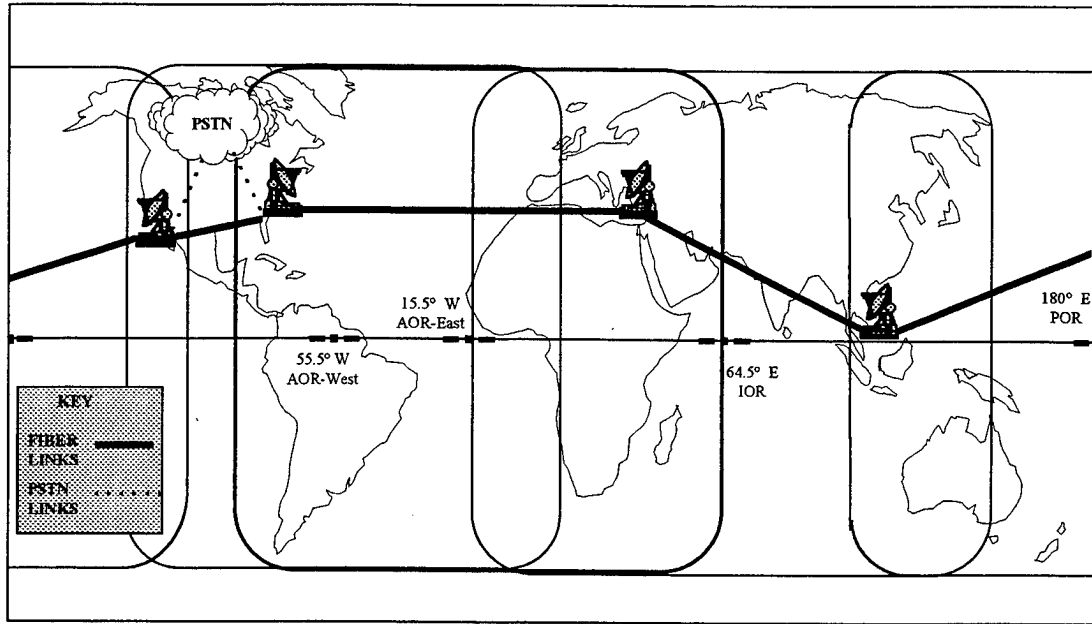 PSTN
15.5° W
AOR-East
180° E
POR
55.5° W
AOR-West
64.5° E
IOR
KEY
FIBER
LINKS
PSTN
LINKS